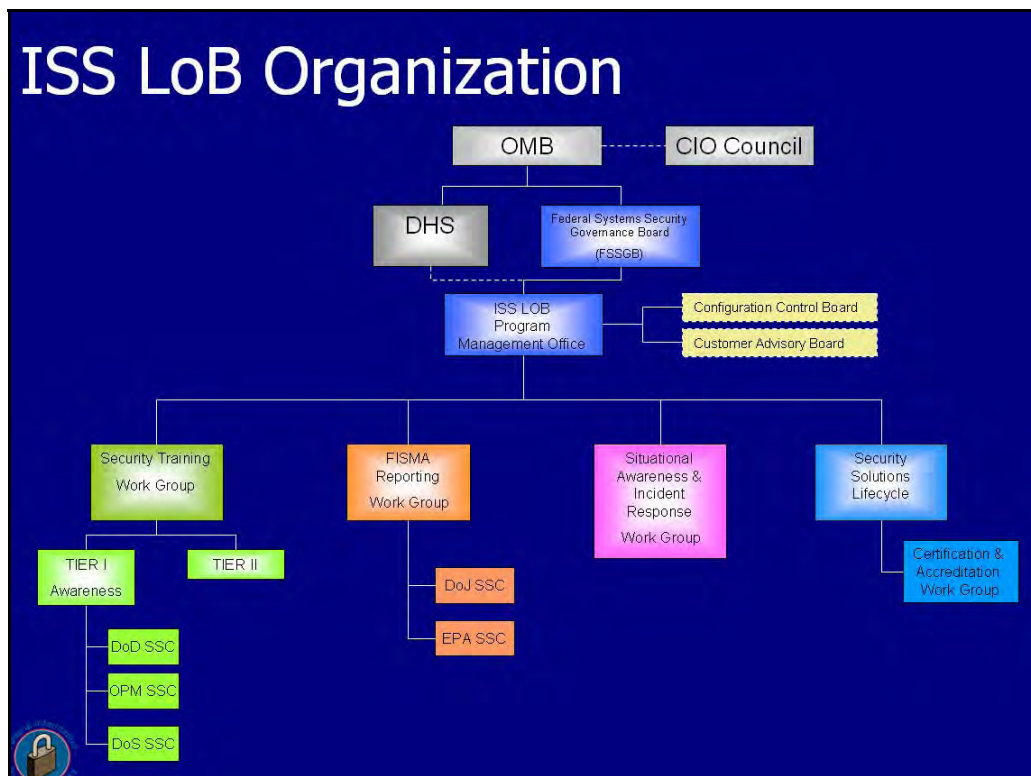 ISS LoB Organization
OMB
CIO Council
DHS
Federal Systems Security
Governance Board
(FSSGB)
ISS LOB
Program
Management Office
Configuration Control Board
Customer Advisory Board
Security Training
Work Group
FISMA
Reporting
Work Group
Situational
Awareness &
Incident
Response
Work Group
Security
Solutions
Lifecycle
TIER I
Awareness
TIER II
DoJ SSC
EPA SSC
Certification &
Accreditation
Work Group
DoD SSC
OPM SSC
DoS SSC